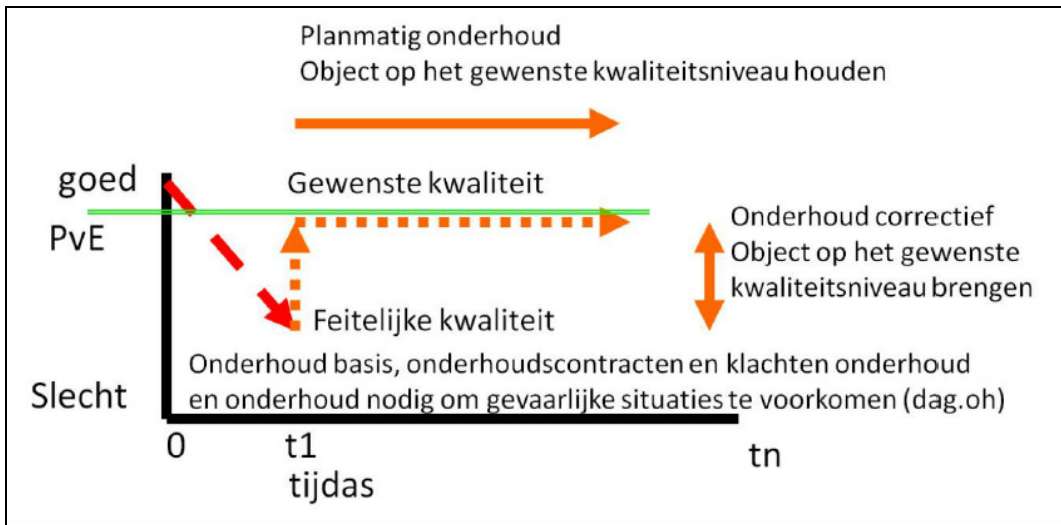 Planmatig onderhoud
Object op het gewenste kwaliteitsniveau houden
goed
Gewenste kwaliteit
PvE
Onderhoud correctief
Object op het gewenste
kwaliteitsniveau brengen
Feitelijke kwaliteit
Onderhoud basis, onderhoudscontracten en klachten onderhoud
en onderhoud nodig om gevaarlijke situaties te voorkomen (dag.oh)
Slecht
0
t1
tn
tijdas